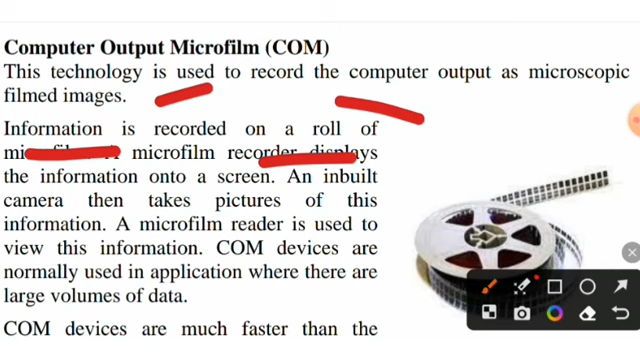 Computer Output Microfilm (COM)
This technology is used to record the computer output as microscopic
filmed images.
Information is recorded on a roll of
microfilm recorder displays
the information onto a screen. An inbuilt
camera then takes pictures of this
information. A microfilm reader is used to
view this information. COM devices are
normally used in application where there are
large volumes of data.
COM devices are much faster than the